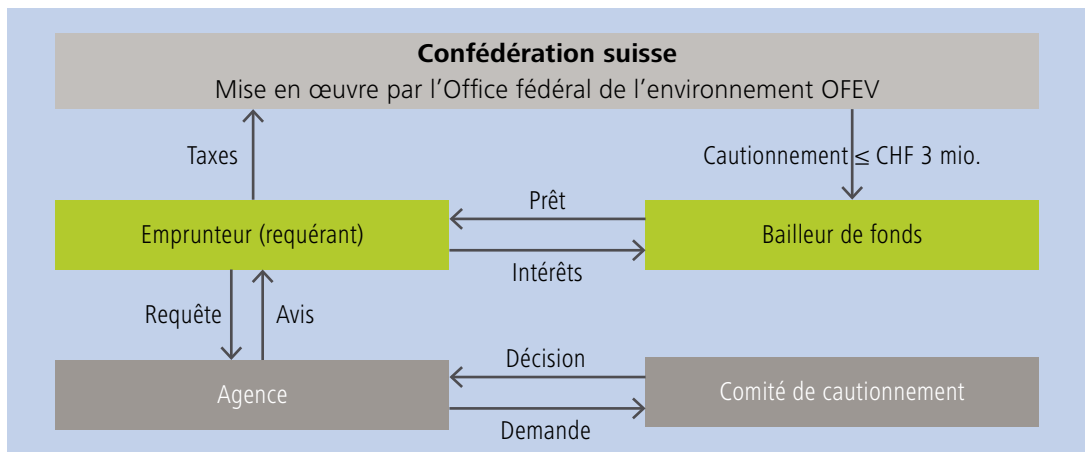 Confédération suisse
Mise en œuvre par l'Office fédéral de l'environnement OFEV
Taxes
Cautionnement ≤ CHF 3 mio.
Prêt
Emprunteur (requérant)
Bailleur de fonds
Intérêts
Requête
Avis
Décision
Agence
Comité de cautionnement
Demande